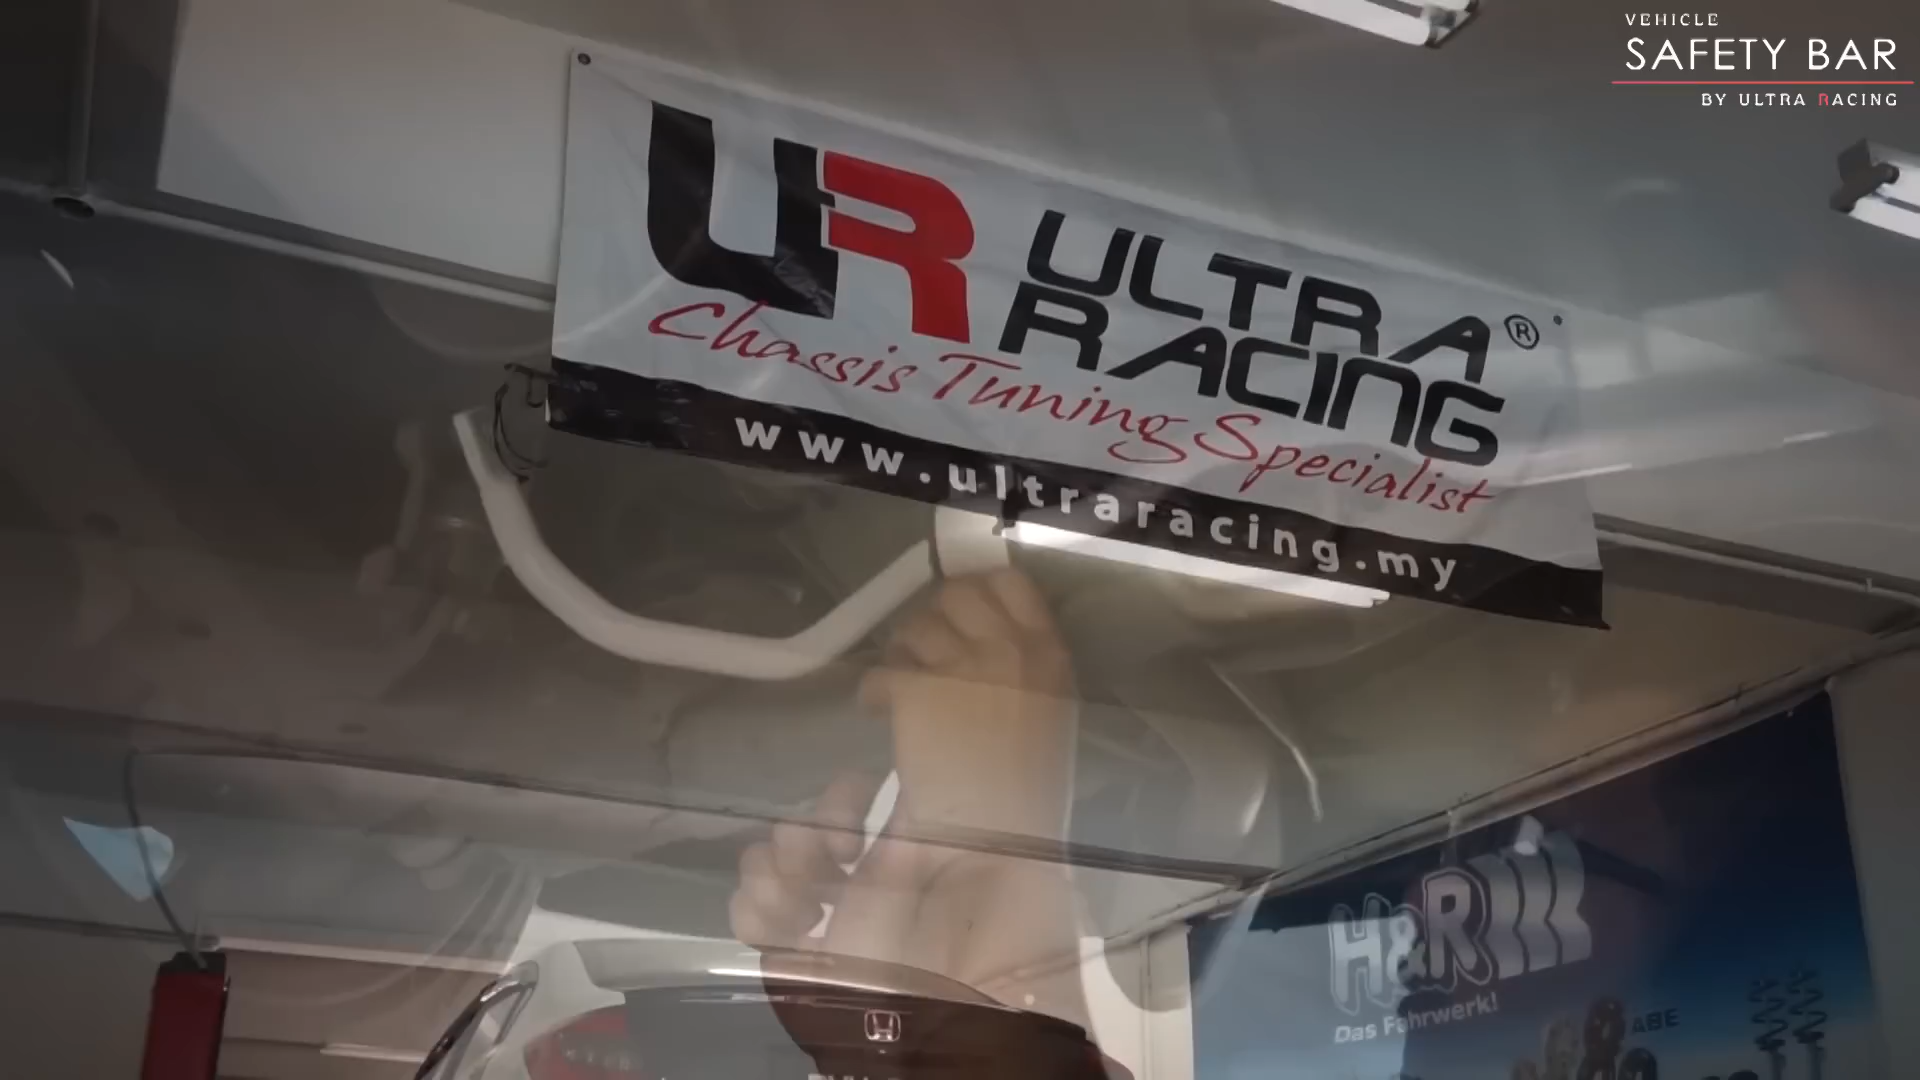 VEHICLE
SAFETY BAR
BY ULTRA RACING
UR ULTRA
RACING®
Chassis Tuning Specialist
www.ultraracing.my
H&R
Das Fahrwerk!
ABE